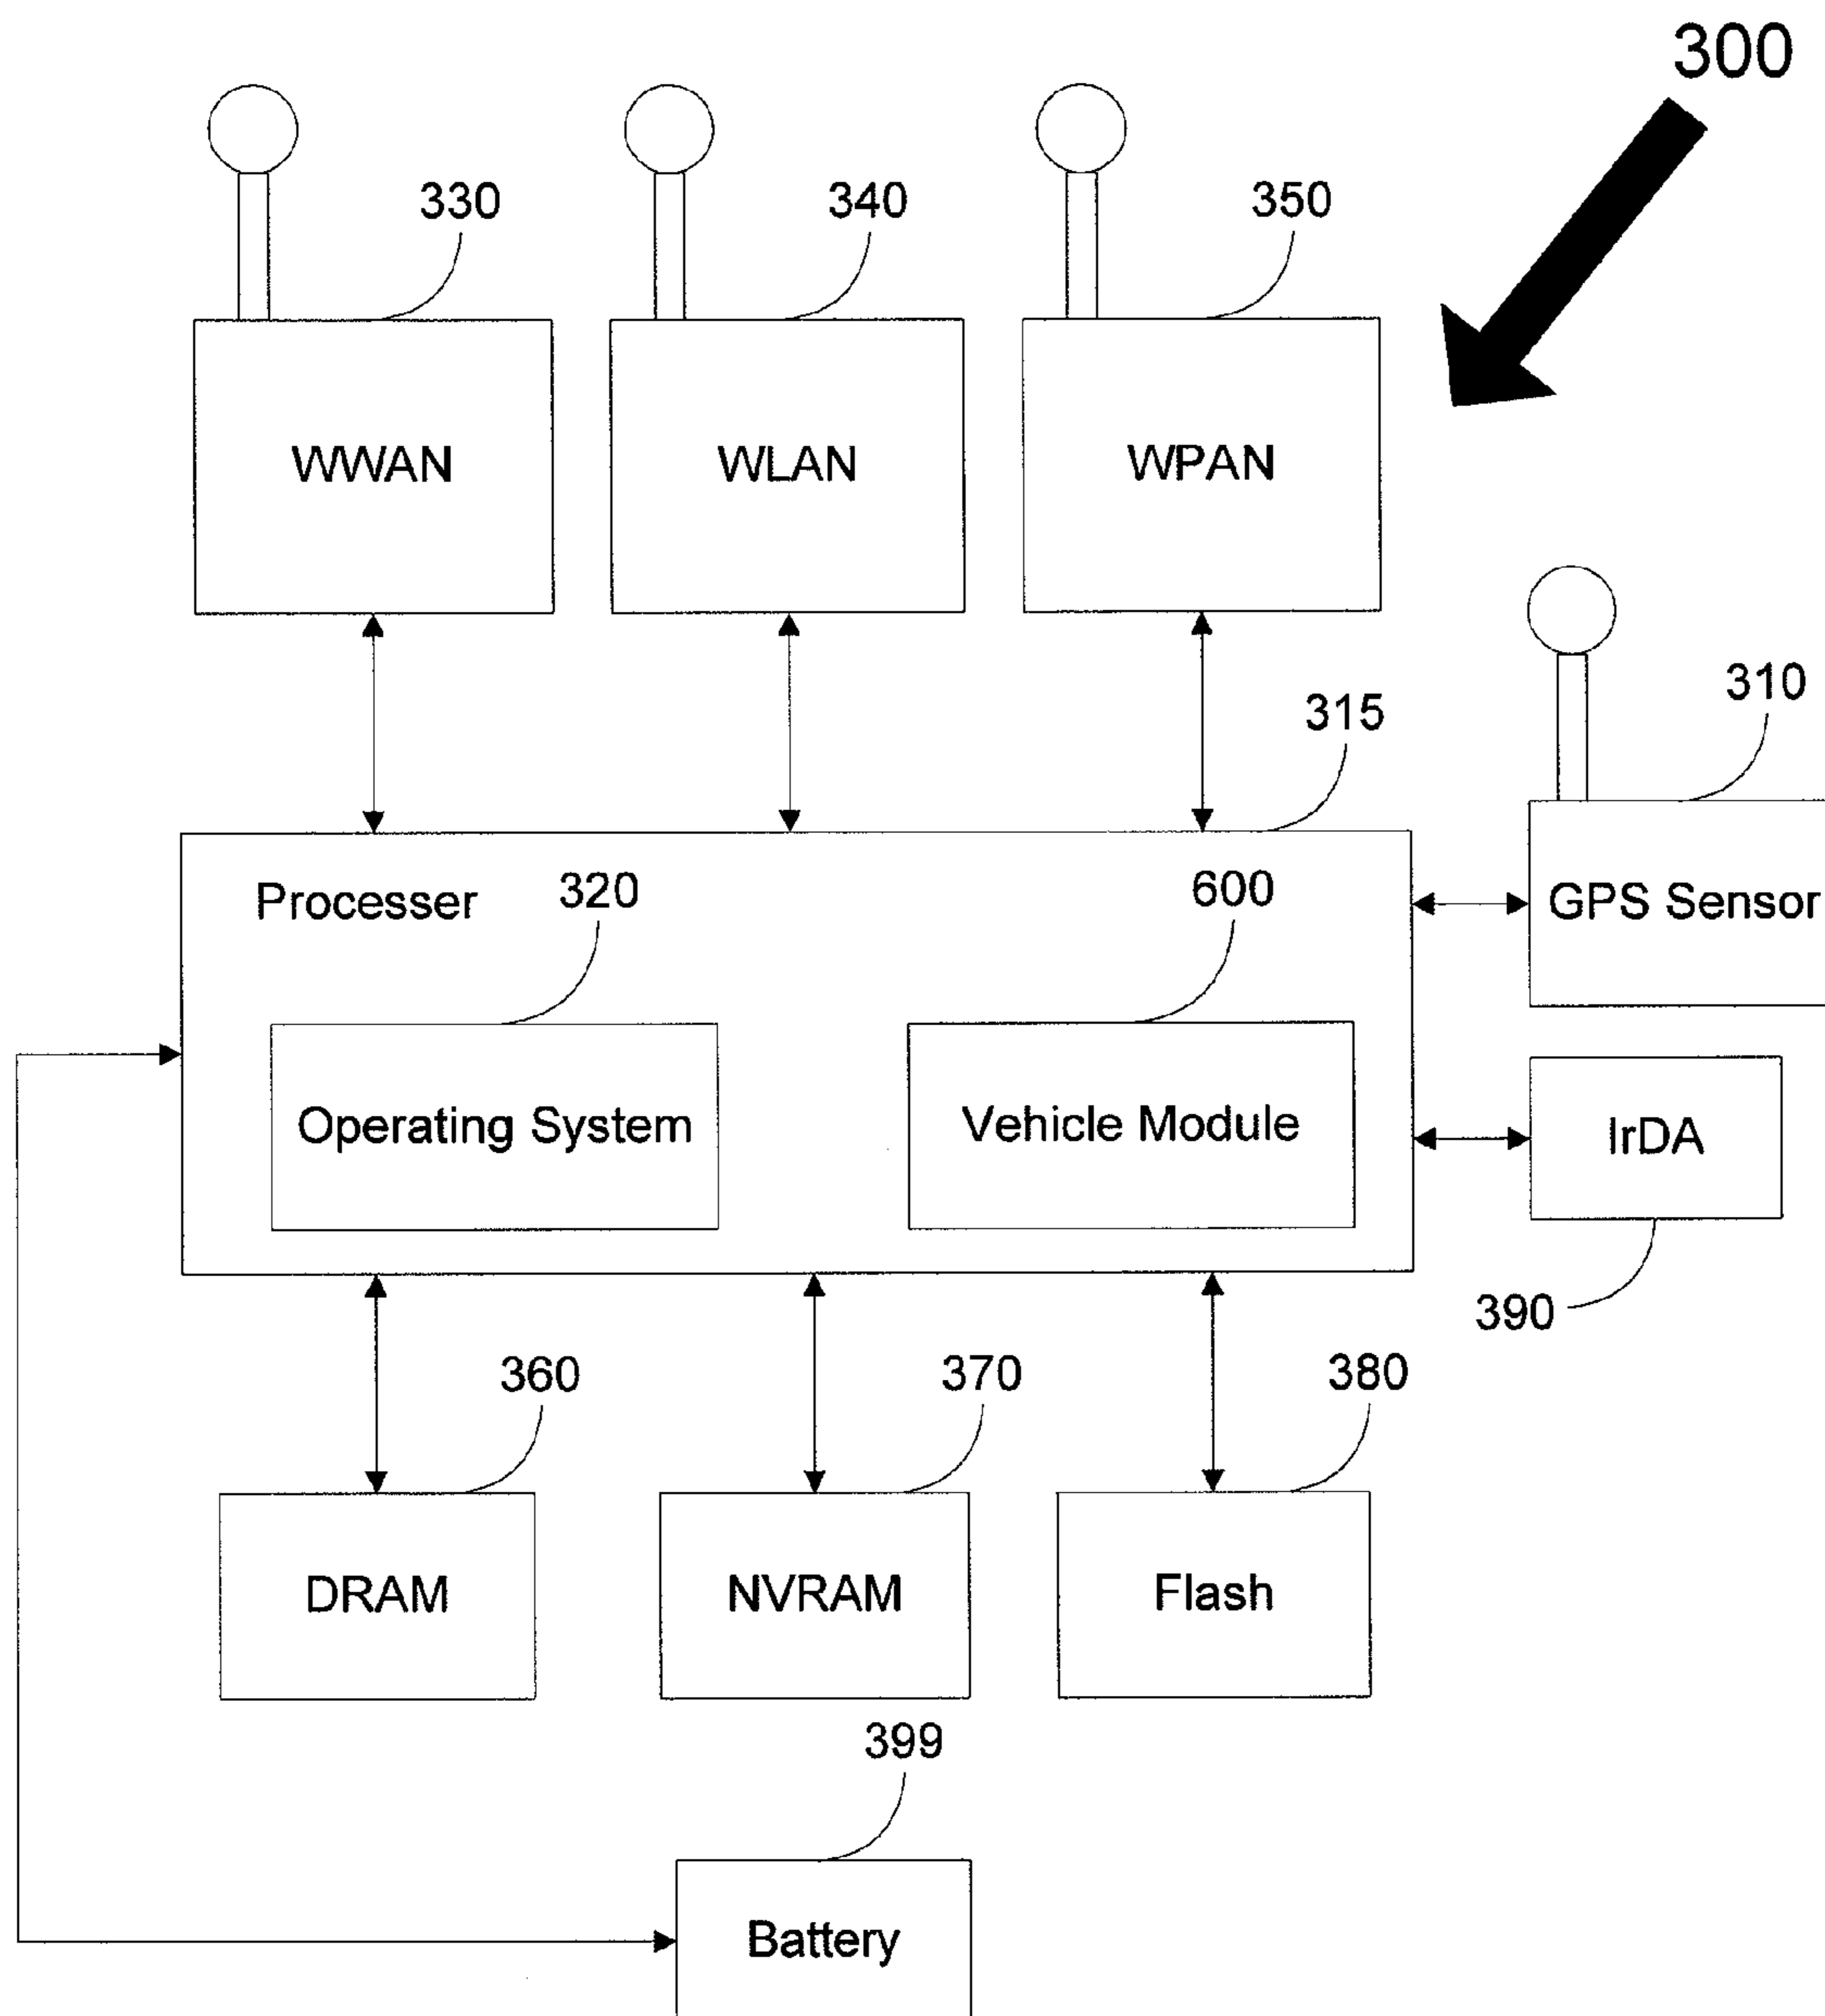 300
330
340
350
WWAN
WLAN
WPAN
310
315
Processer
320
600
GPS Sensor
Operating System
Vehicle Module
IrDA
390
360
370
380
DRAM
NVRAM
Flash
399
Battery